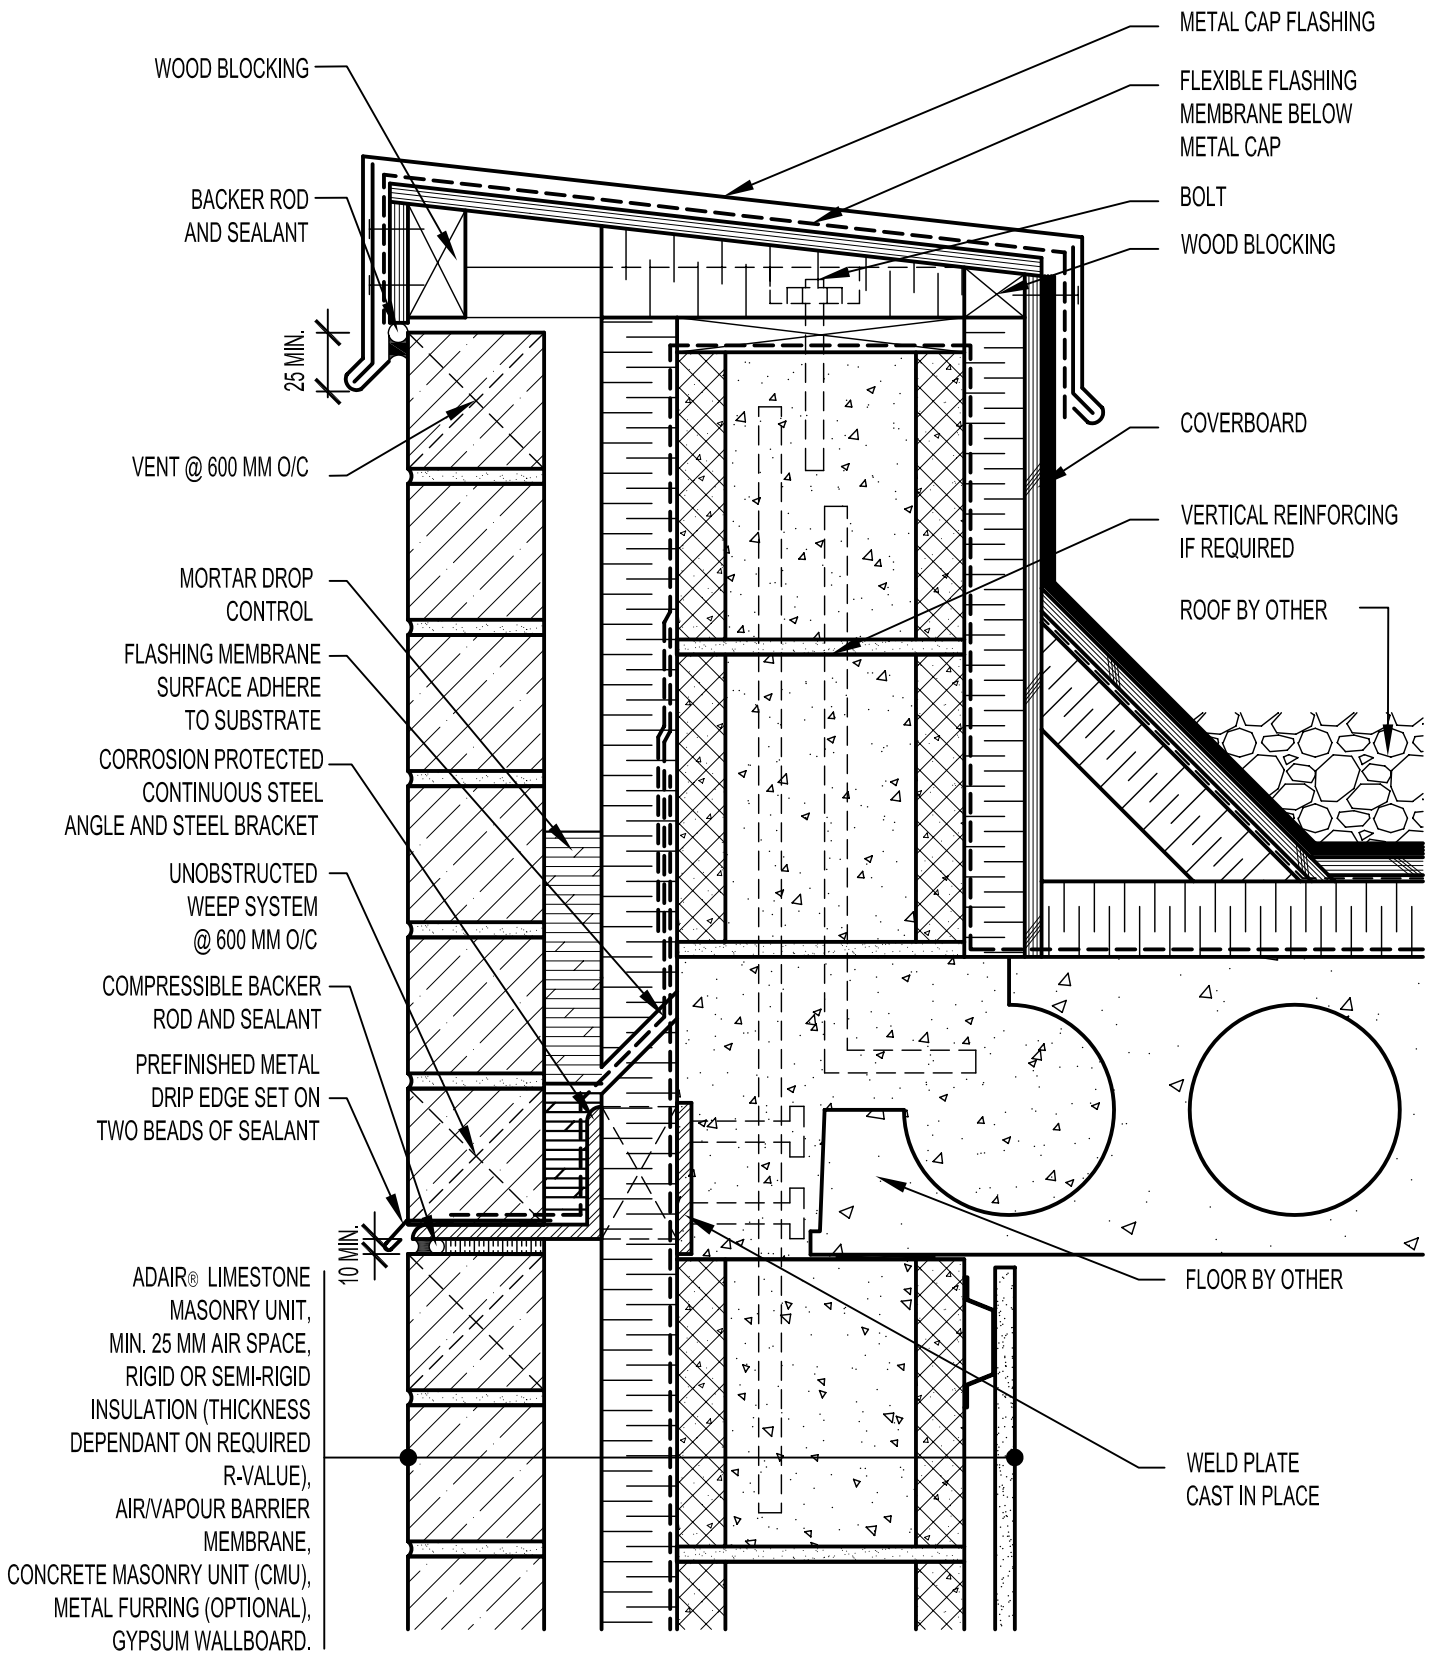 WOOD BLOCKING
BACKER ROD
AND SEALANT
25 MIN.
VENT @ 600 MM O/C
MORTAR DROP
CONTROL
FLASHING MEMBRANE
SURFACE ADHERE
TO SUBSTRATE
CORROSION PROTECTED
CONTINUOUS STEEL
ANGLE AND STEEL BRACKET
UNOBSTRUCTED
WEEP SYSTEM
@ 600 MM O/C
COMPRESSIBLE BACKER
ROD AND SEALANT
PREFINISHED METAL
DRIP EDGE SET ON
TWO BEADS OF SEALANT
10 MIN.
ADAIR® LIMESTONE
MASONRY UNIT,
MIN. 25 MM AIR SPACE,
RIGID OR SEMI-RIGID
INSULATION (THICKNESS
DEPENDANT ON REQUIRED
R-VALUE),
AIR/VAPOUR BARRIER
MEMBRANE,
CONCRETE MASONRY UNIT (CMU),
METAL FURRING (OPTIONAL),
GYPSUM WALLBOARD.
METAL CAP FLASHING
FLEXIBLE FLASHING
MEMBRANE BELOW
METAL CAP
BOLT
WOOD BLOCKING
COVERBOARD
VERTICAL REINFORCING
IF REQUIRED
ROOF BY OTHER
FLOOR BY OTHER
WELD PLATE
CAST IN PLACE